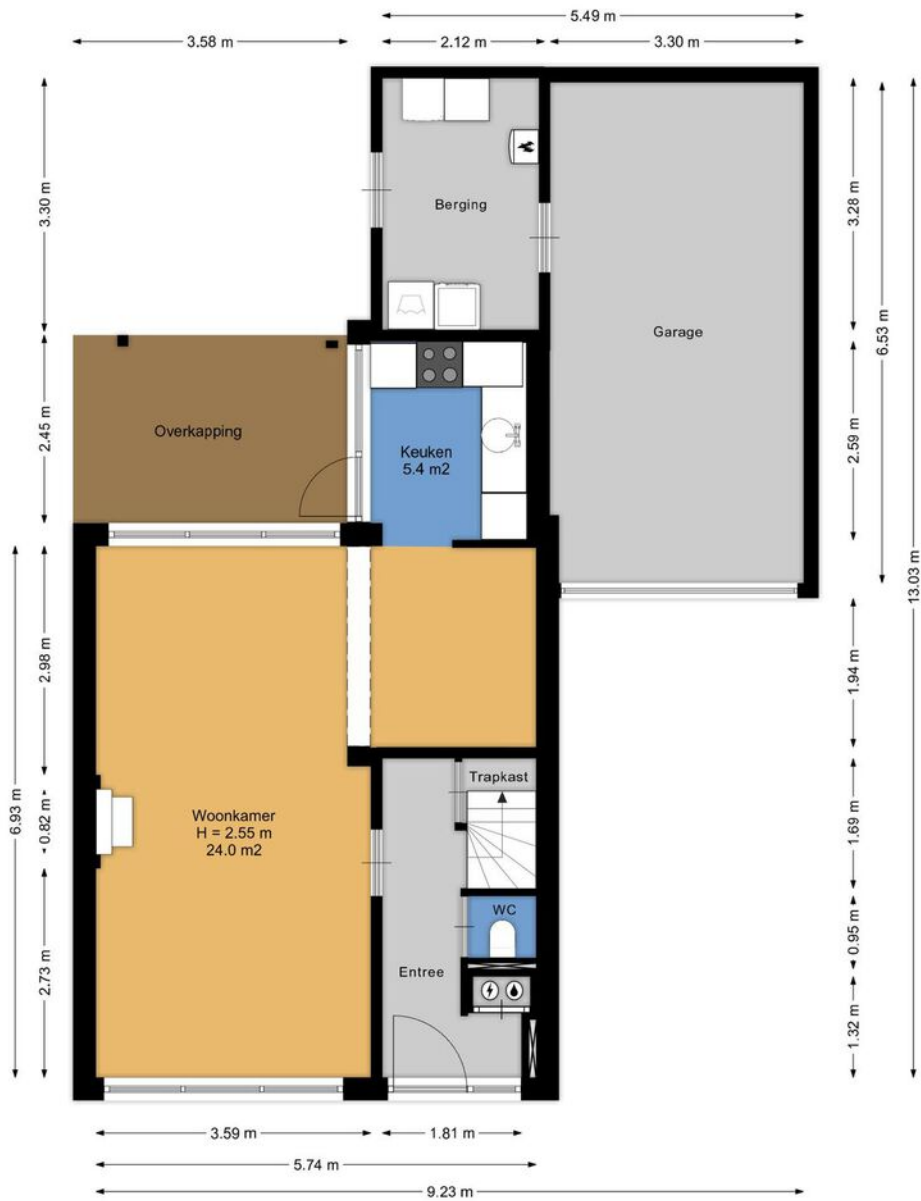 5.49 m
3.58 m
2.12 m
3.30 m
3.30 m
3.28 m
Berging
Garage
6.53 m
2.45 m
Overkapping
Keuken
5.4 m2
2.59 m
13.03 m
2.98 m
1.94 m
6.93 m
0.82 m
Woonkamer
H = 2.55 m
24.0 m2
Trapkast
1.69 m
WC
0.95 m
2.73 m
Entree
1.32 m
3.59 m
1.81 m
5.74 m
9.23 m